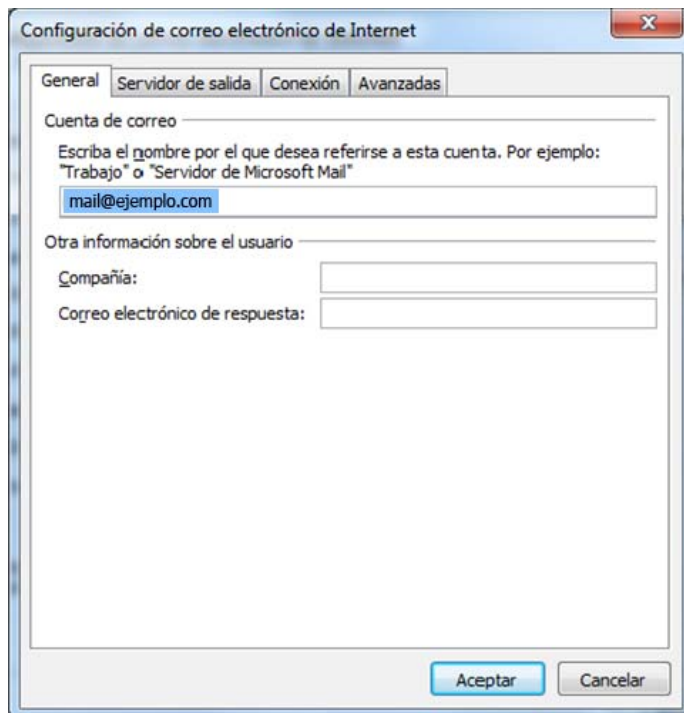 Configuración de correo electrónico de Internet
General
Servidor de salida
Conexión
Avanzadas
Cuenta de correo
Escriba el nombre por el que desea referirse a esta cuenta. Por ejemplo:
"Trabajo" o "Servidor de Microsoft Mail"
mail@ejemplo.com
Otra información sobre el usuario
Compañía:
Correo electrónico de respuesta:
Aceptar
Cancelar